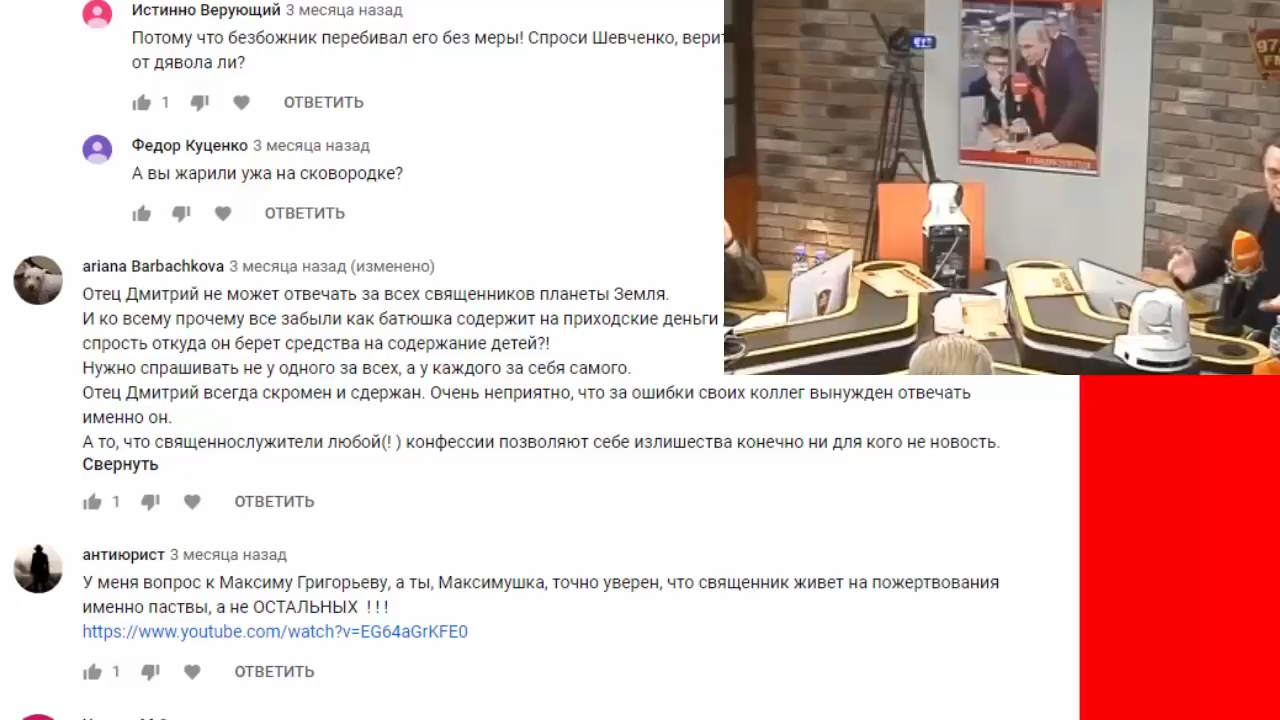 Истинно Верующий 3 месяца назад
Потому что безбожник перебивал его без меры! Спроси Шевченко,
от дявола ли?
1 ОТВЕТИТЬ
Федор Куценко 3 месяца назад
А вы жарили ужа на сковородке?
ОТВЕТИТЬ
ariana Barbachkova 3 месяца назад (изменено)
Отец Дмитрий не может отвечать за всех священников планеты Земля.
И ко всему прочему все забыли как батюшка содержит на приходские деньги
спрость откуда он берет средства на содержание детей?!
Нужно спрашивать не у одного за всех, а у каждого за себя самого.
Отец Дмитрий всегда скромен и сдержан. Очень неприятно, что за ошибки своих коллег вынужден отвечать
именно он.
А то, что священнослужители любой(! ) конфессии позволяют себе излишества конечно ни для кого не новость.
Свернуть
1 ОТВЕТИТЬ
антиюрист 3 месяца назад
У меня вопрос к Максиму Григорьеву, а ты, Максимушка, точно уверен, что священник живет на пожертвования
именно паствы, а не ОСТАЛЬНЫХ ! ! !
https://www.youtube.com/watch?v=EG64aGrKFE0
1 ОТВЕТИТЬ